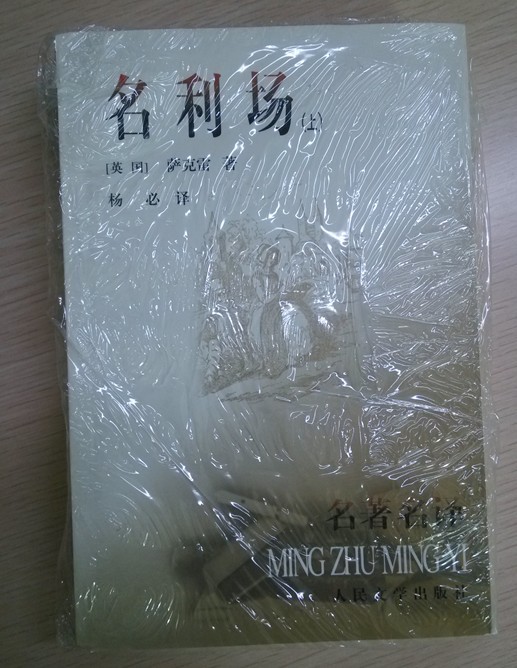 名利场(上)
[英国] 萨克雷 著
杨 必 译
名著名译
MING ZHU MING YI
人民文学出版社